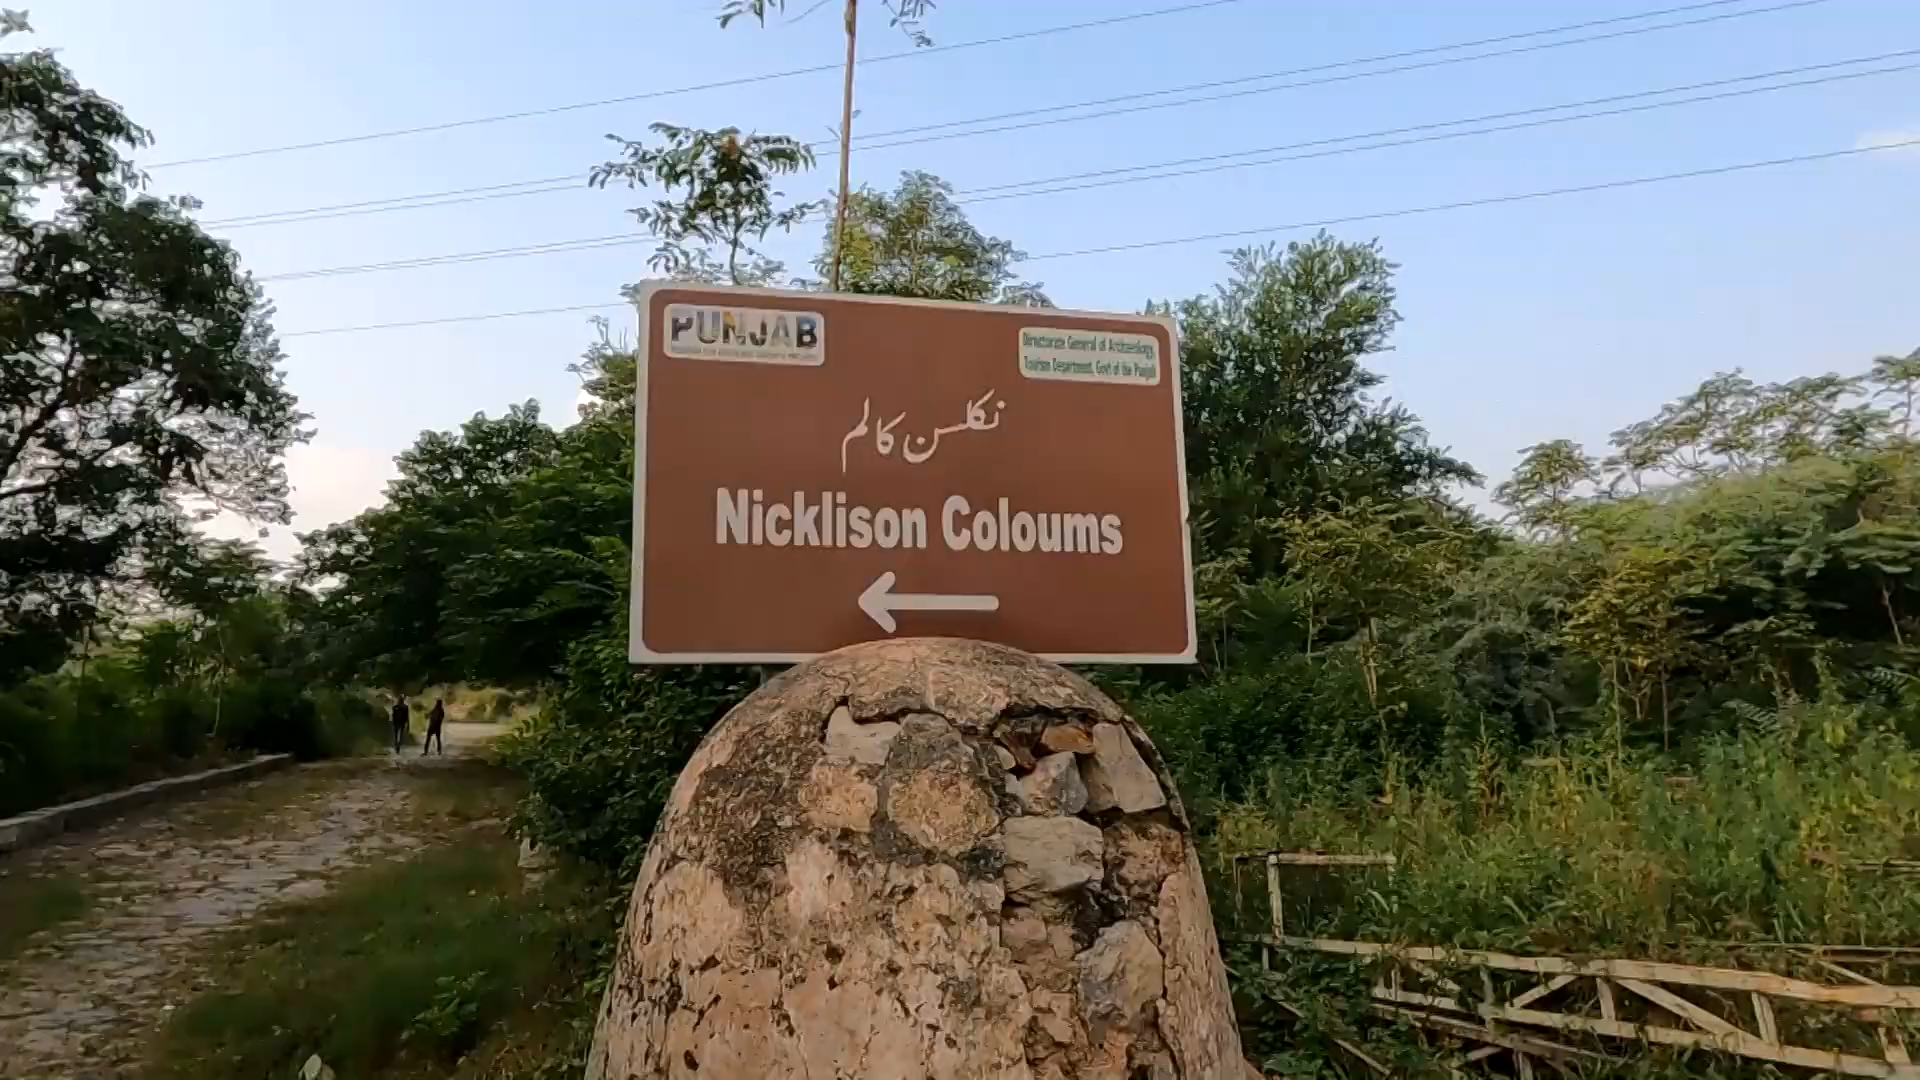 PUNJAB
Directorate General of Archaeology,
Tourism Department, Govt of the Punjab
نکلسن کالم
Nicklison Coloums